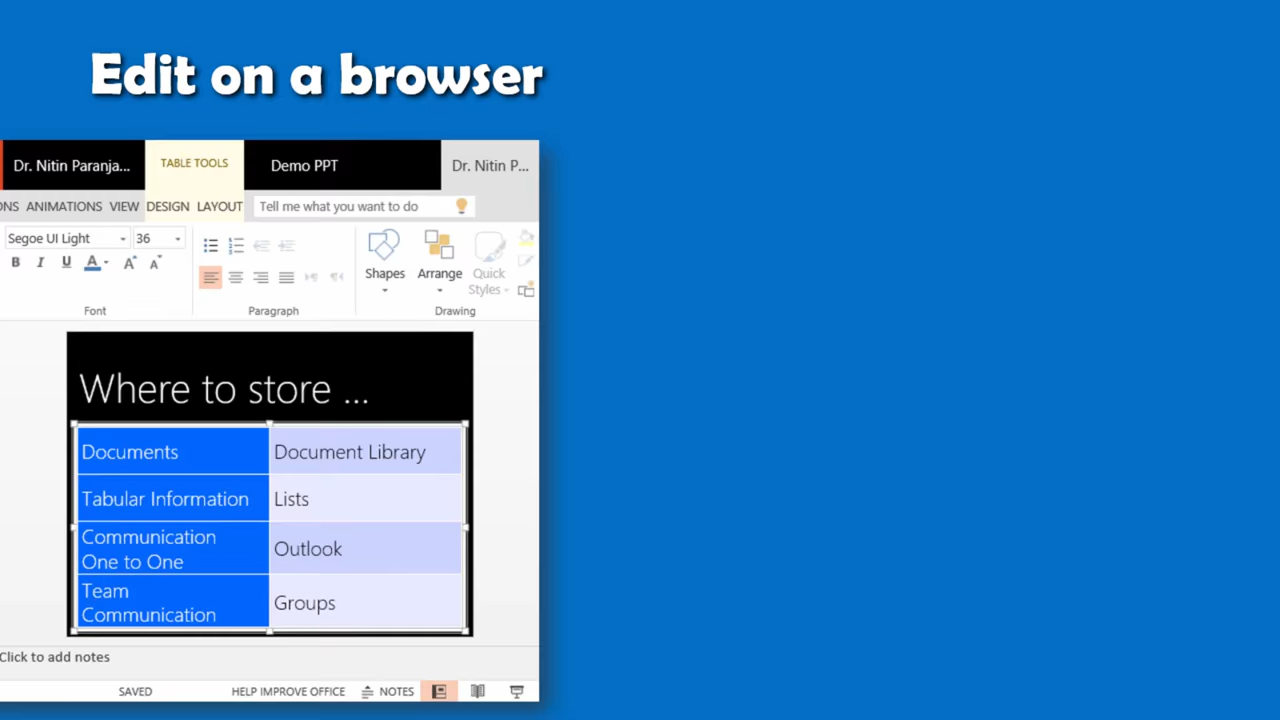 Edit on a browser
Dr. Nitin Paranja... TABLE TOOLS Demo PPT Dr. Nitin P...
ONS ANIMATIONS VIEW DESIGN LAYOUT Tell me what you want to do
Segoe UI Light 36
B I U A A A
Shapes Arrange Quick Styles
Font Paragraph Drawing
Where to store ...
Documents Document Library
Tabular Information Lists
Communication
One to One Outlook
Team
Communication Groups
Click to add notes
SAVED HELP IMPROVE OFFICE NOTES